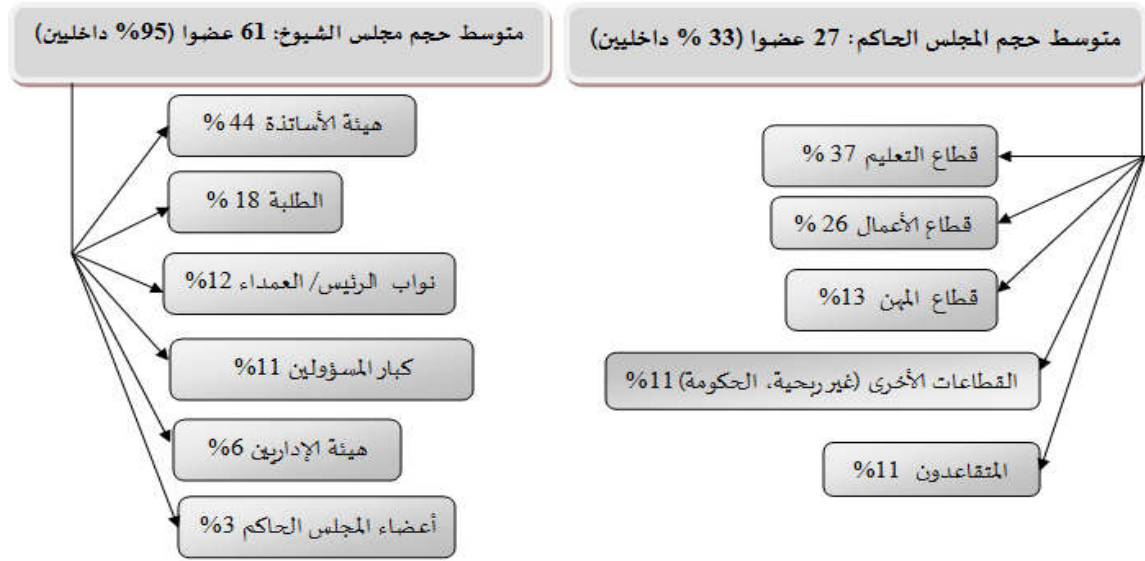 متوسط حجم المجلس الحاكم: 27 عضوا (33 % داخليين)
قطاع التعليم 37 %
قطاع الأعمال 26 %
قطاع المهن 13%
القطاعات الأخرى (غير ربحية، الحكومة) 11%
المتقاعدون 11%
متوسط حجم مجلس الشيوخ: 61 عضوا (95% داخليين)
هيئة الأساتذة 44 %
الطلبة 18 %
نواب الرئيس/ العمداء 12%
كبار المسؤولين 11%
هيئة الإداريين 6%
أعضاء المجلس الحاكم 3%